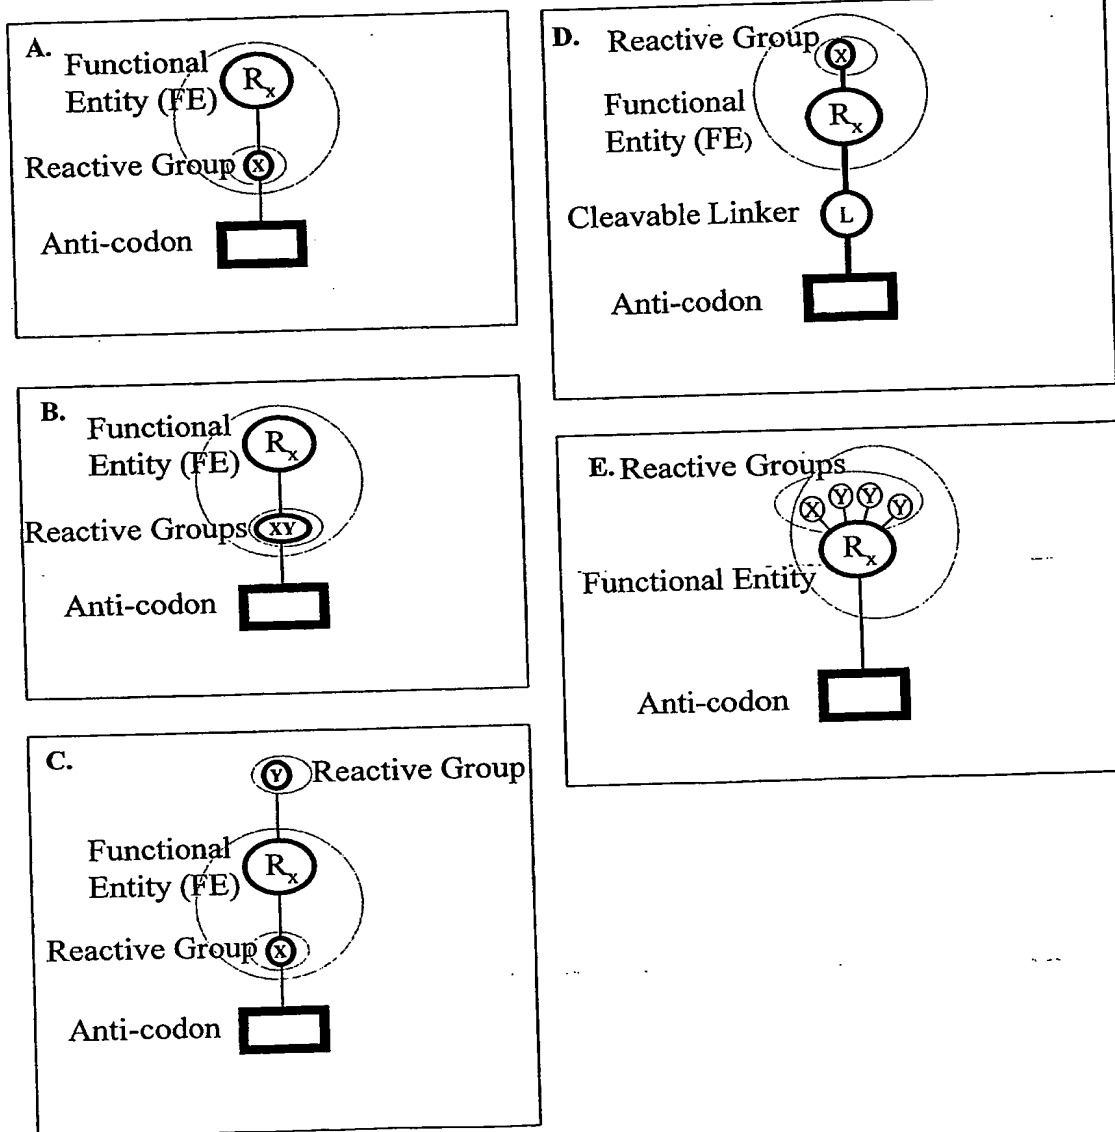 A.
Functional
Entity (FE)
Rx
Reactive Group
X
Anti-codon
B.
Functional
Entity (FE)
Rx
Reactive Groups
XY
Anti-codon
C.
Y
Reactive Group
Functional
Entity (FE)
Rx
Reactive Group
X
Anti-codon
D.
Reactive Group
X
Functional
Entity (FE)
Rx
Cleavable Linker
L
Anti-codon
E. Reactive Groups
X Y Y Y
Rx
Functional Entity
Anti-codon